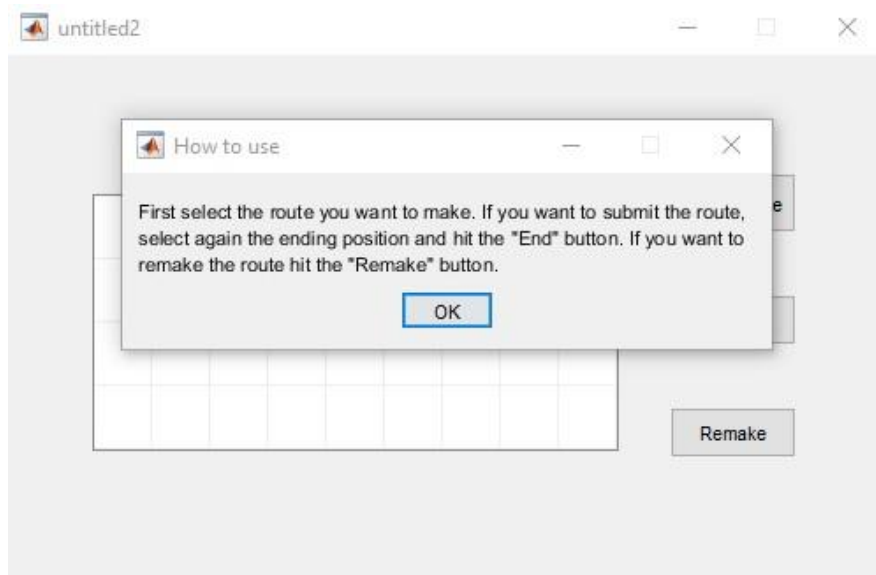 untitled2
How to use
First select the route you want to make. If you want to submit the route,
select again the ending position and hit the "End" button. If you want to
remake the route hit the "Remake" button.
OK
Remake